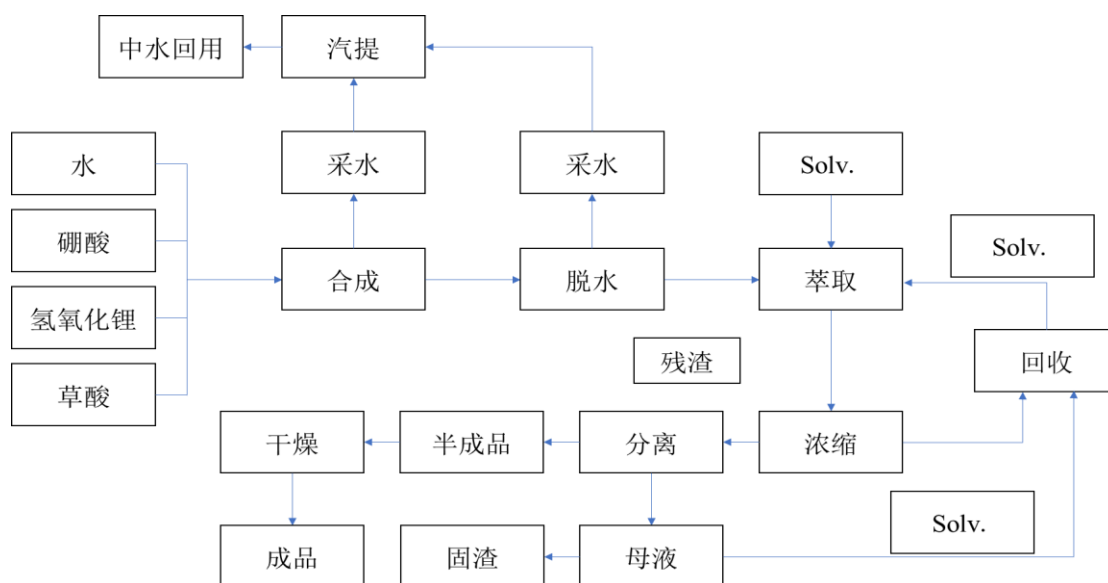 中水回用
汽提
水
采水
采水
Solv.
硼酸
Solv.
合成
脱水
萃取
氢氧化锂
残渣
回收
草酸
干燥
半成品
分离
浓缩
Solv.
成品
固渣
母液